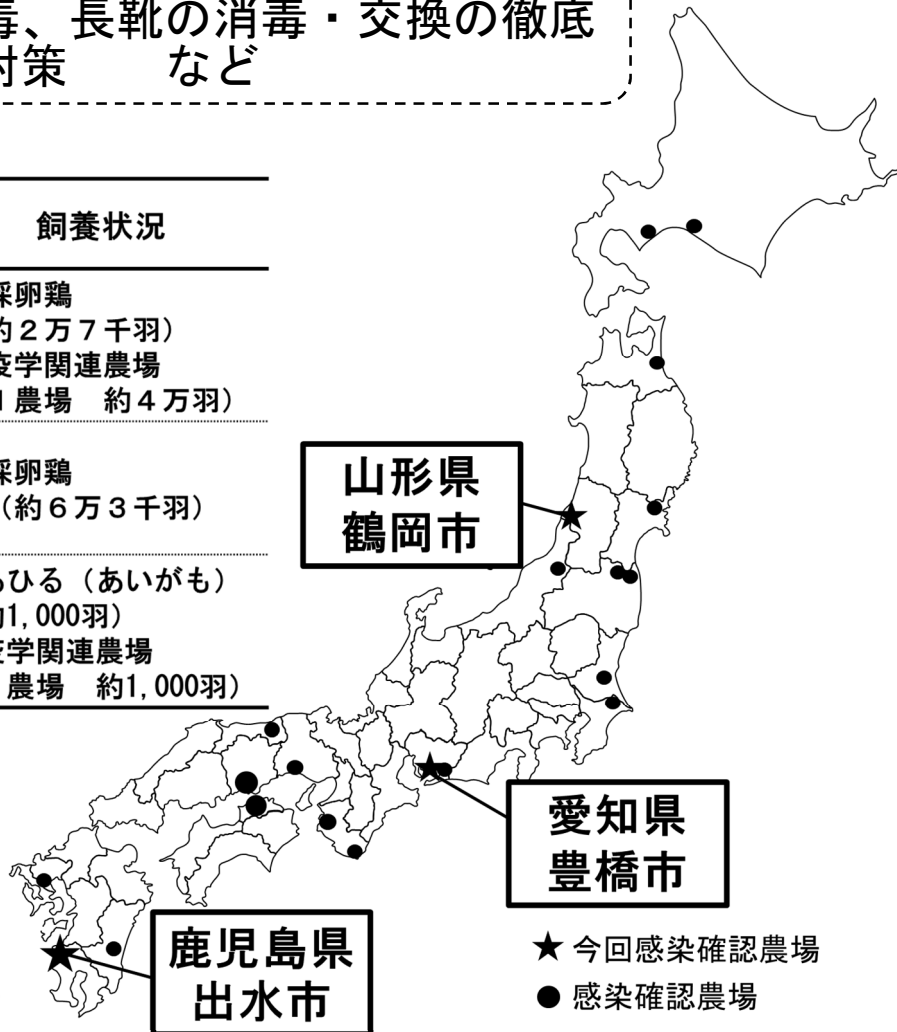 毒、長靴の消毒・交換の徹底
対策　　など
飼養状況
採卵鶏
約２万７千羽）
疫学関連農場
農場　約４万羽）
採卵鶏
（約６万３千羽）
あひる（あいがも）
約1,000羽）
疫学関連農場
農場　約1,000羽）
山形県
鶴岡市
愛知県
豊橋市
鹿児島県
出水市
★ 今回感染確認農場
● 感染確認農場